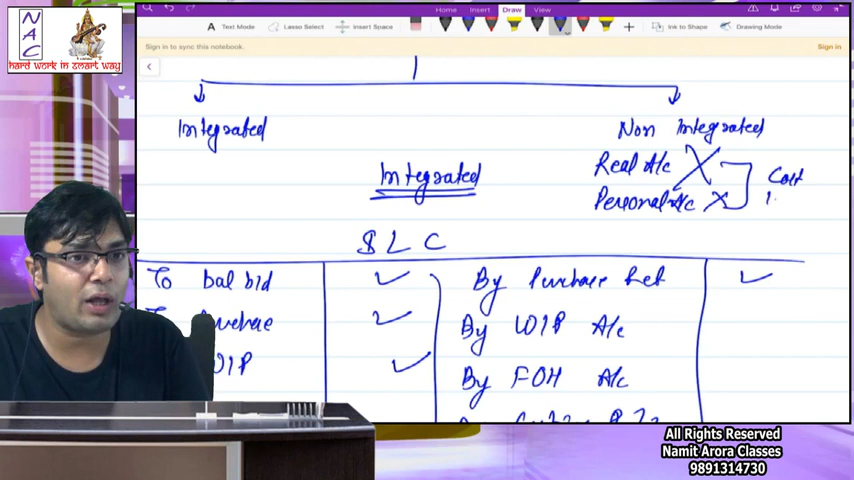 NAC
hard work in smart way
Home Insert Draw View
Text Mode
Lasso Select
Insert Space
Ink to Shape
Drawing Mode
Sign in to sync this notebook.
Sign in
Integrated
Non Integrated
Real A/c
Personal A/c
Cost
Integrated
SLC
To bal b/d
By Purchase Ret
By WIP A/c
WIP
By FOH A/c
All Rights Reserved
Namit Arora Classes
9891314730